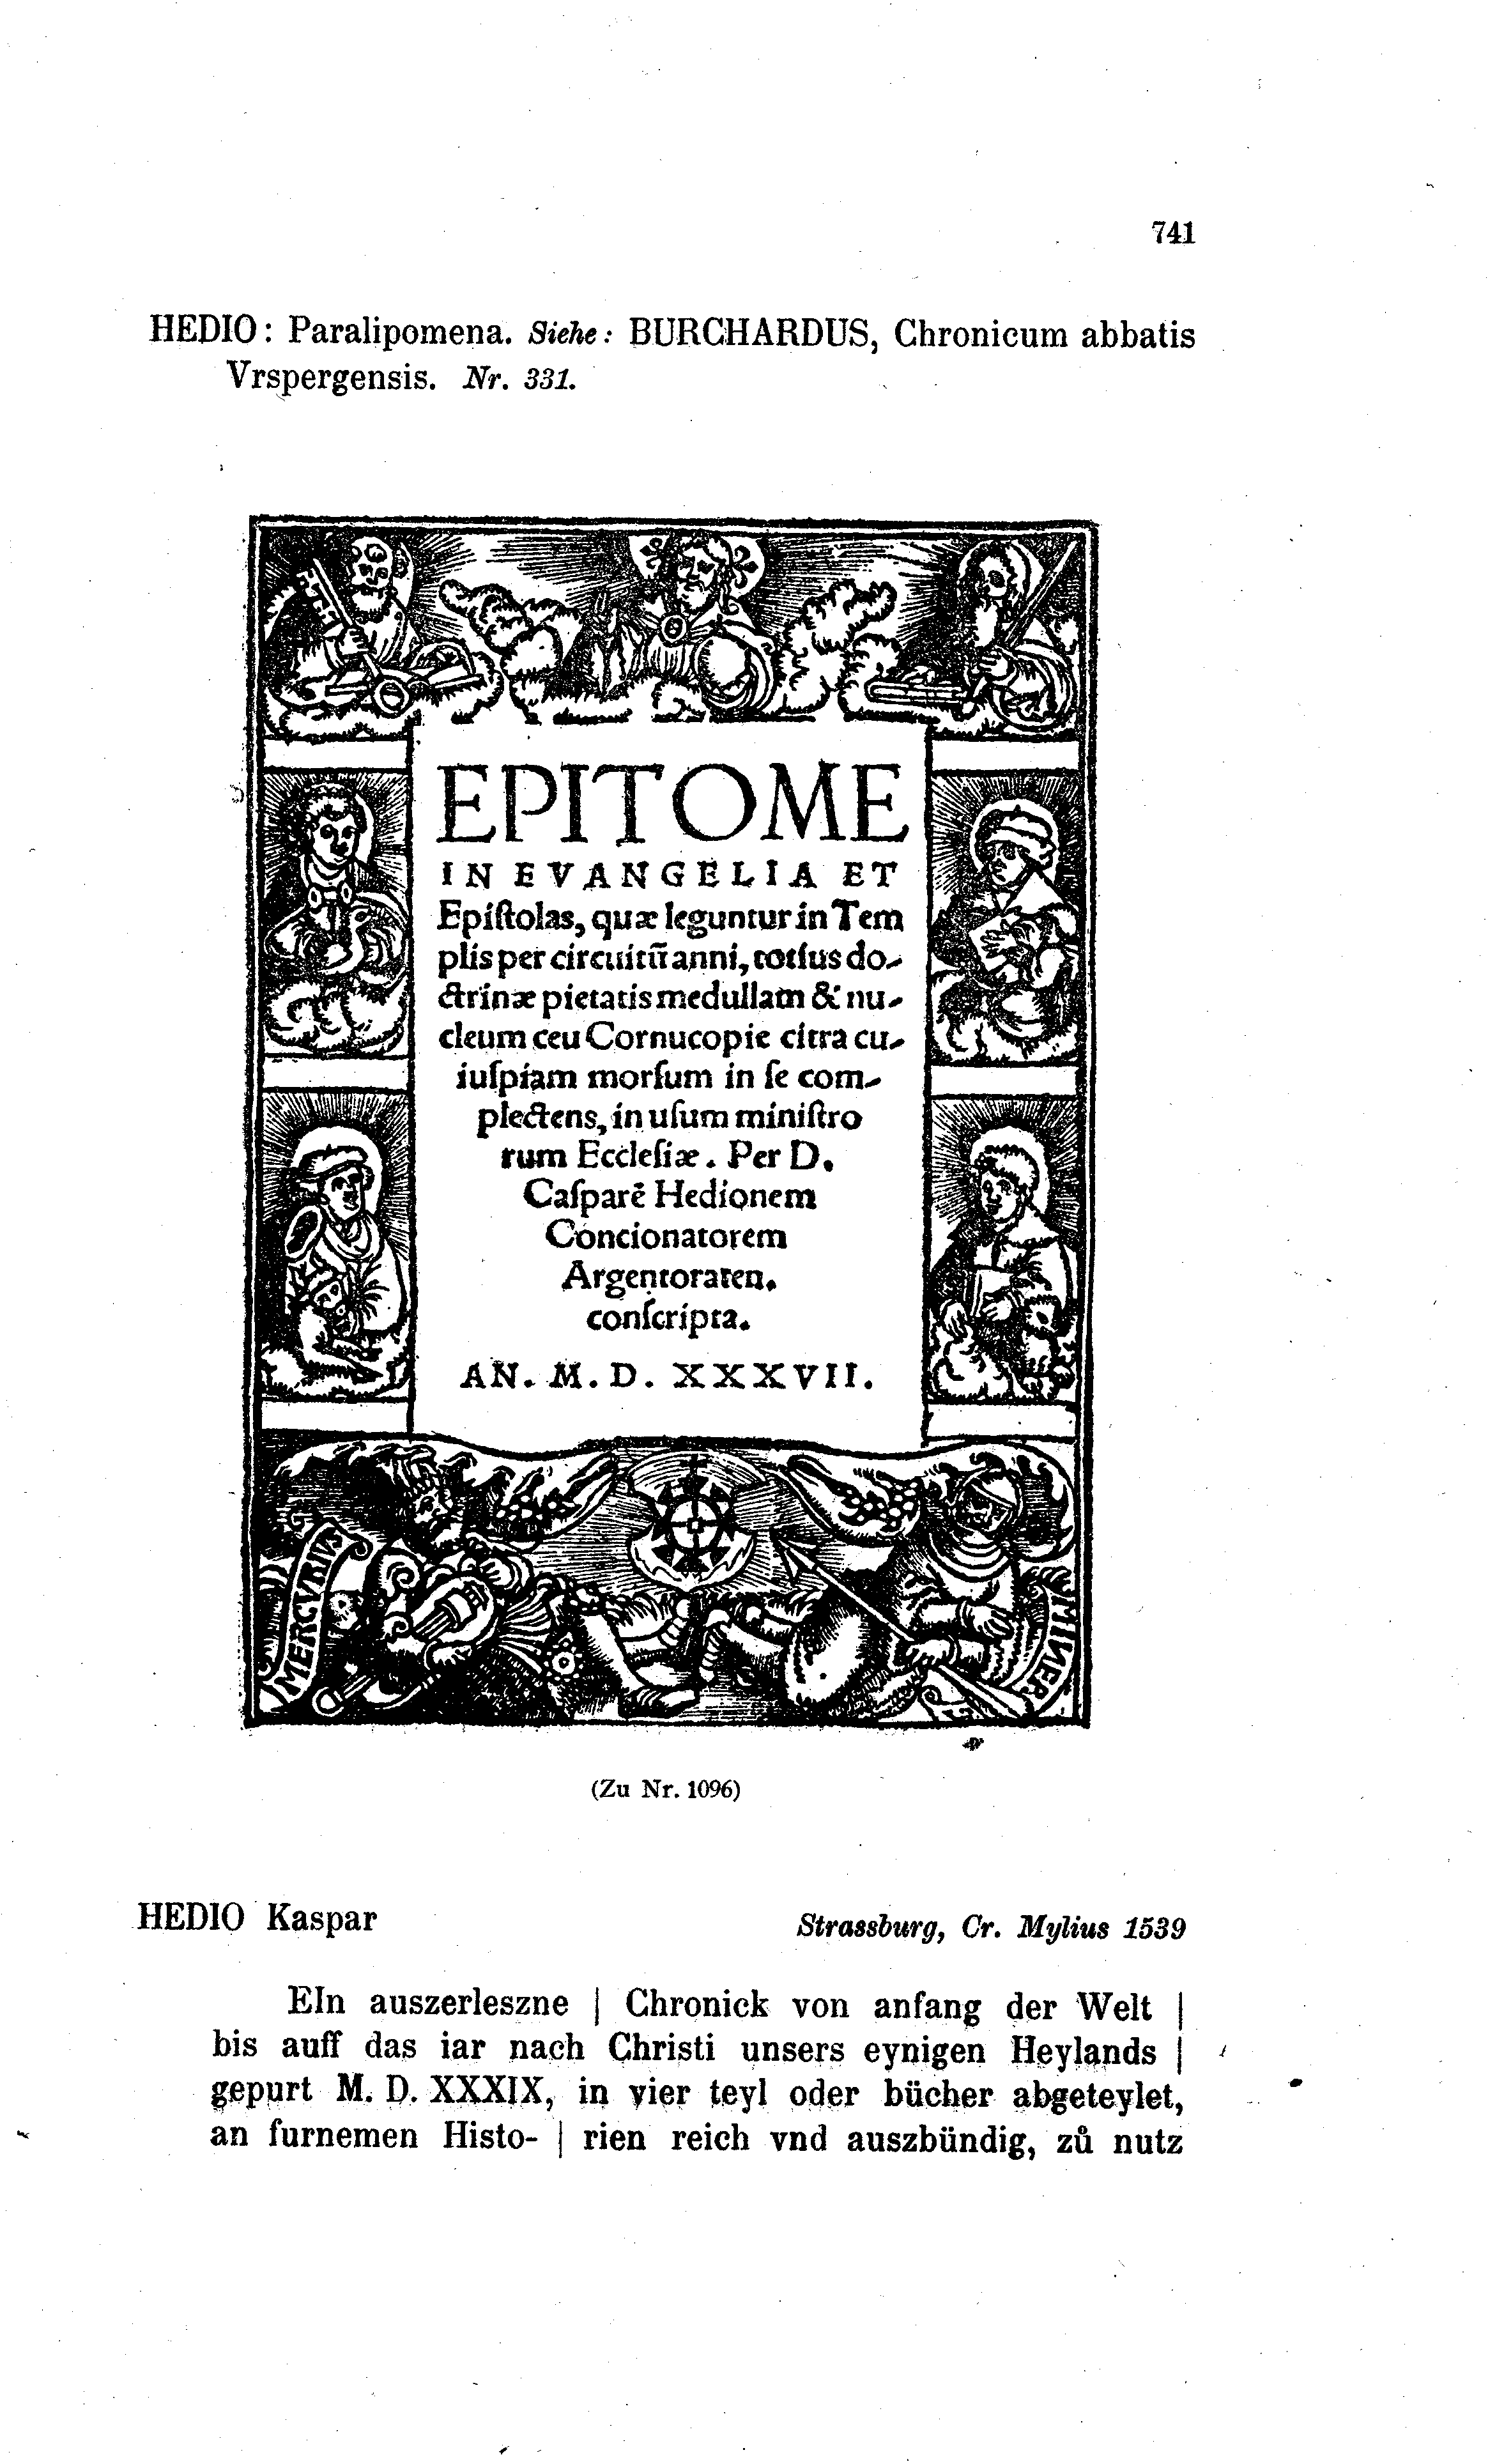 741
HEDIO: Paralipomena. Siehe: BURCHARDUS, Chronicum abbatis
Vrspergensis. Nr. 331.
EPITOME
IN EVANGELIA ET
Epiſtolas, quæ leguntur in Tem
plis per circuitū anni, totius do-
ctrinæ pietatis medullam & nu-
cleum ceu Cornucopie citra cu-
iuſpiam morſum in ſe com-
plectens, in uſum miniſtro
rum Eccleſiæ. Per D.
Caſparē Hedionem
Concionatorem
Argentoraten.
conſcripta.
AN. M. D. XXXVII.
MERCVRIVS
MINER
(Zu Nr. 1096)
HEDIO Kaspar
Strassburg, Cr. Mylius 1539
EIn auszerleszne | Chronick von anfang der Welt |
bis auff das iar nach Christi unsers eynigen Heylands |
gepurt M. D. XXXIX, in vier teyl oder bücher abgeteylet,
an furnemen Histo- | rien reich vnd auszbündig, zů nutz